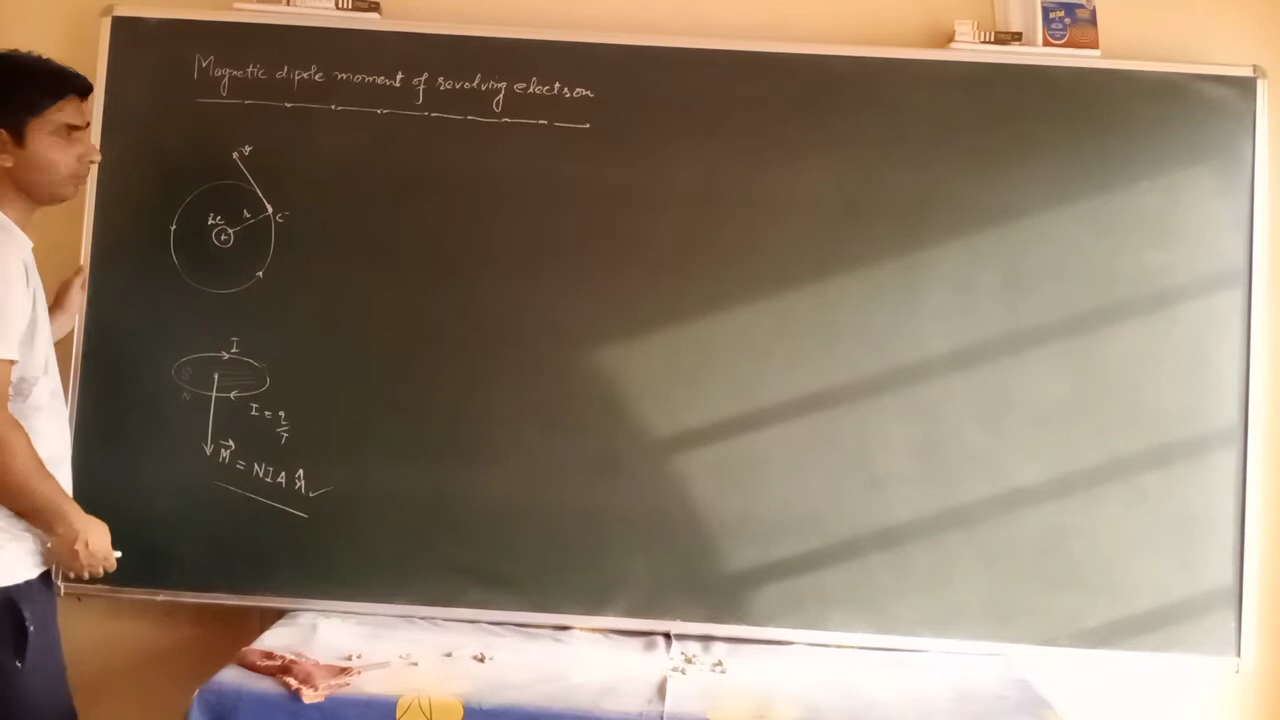 Magnetic dipole moment of revolving electron
v
Ze
r
e-
+
I
S
N
I = q/T
M⃗ = NIA n̂ ✓